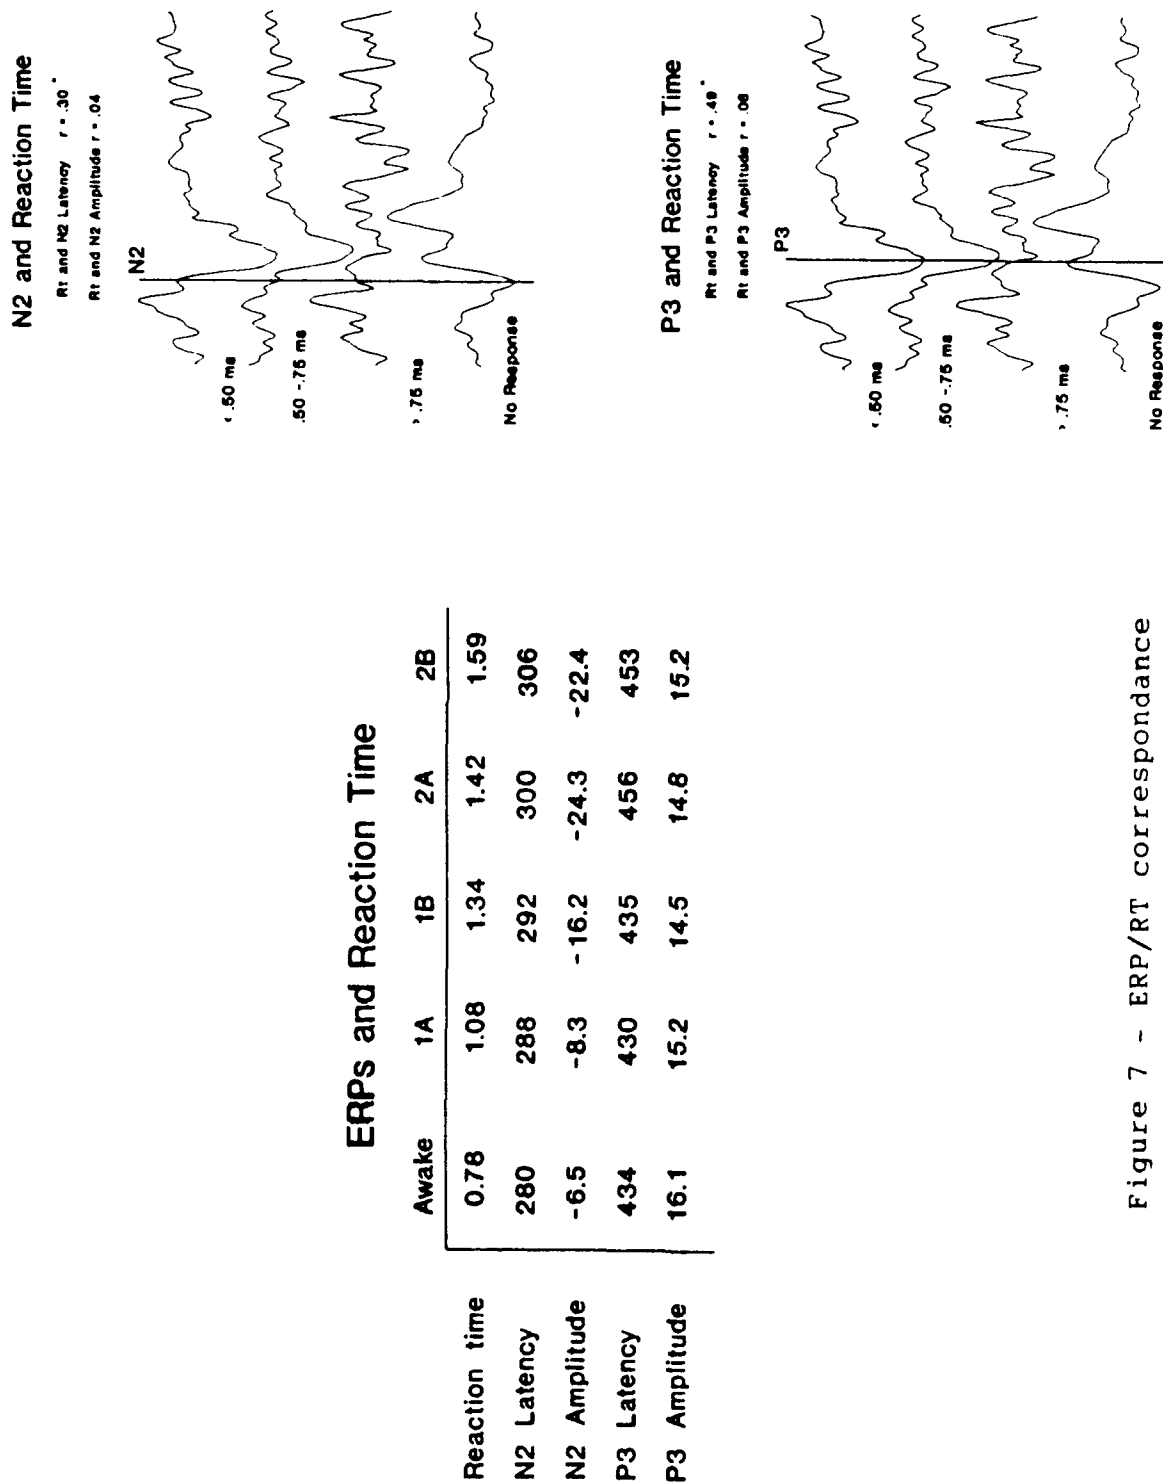 ERPs and Reaction Time
Awake 1A 1B 2A 2B
Reaction time 0.78 1.08 1.34 1.42 1.59
N2 Latency 280 288 292 300 306
N2 Amplitude -6.5 -8.3 -16.2 -24.3 -22.4
P3 Latency 434 430 435 456 453
P3 Amplitude 16.1 15.2 14.5 14.8 15.2
N2 and Reaction Time
Rt and N2 Latency r = .30 *
Rt and N2 Amplitude r = .04
N2
< .50 ms
.50 - .75 ms
> .75 ms
No Response
P3 and Reaction Time
Rt and P3 Latency r = .49 *
Rt and P3 Amplitude r = .08
P3
< .50 ms
.50 - .75 ms
> .75 ms
No Response
Figure 7 - ERP/RT correspondance